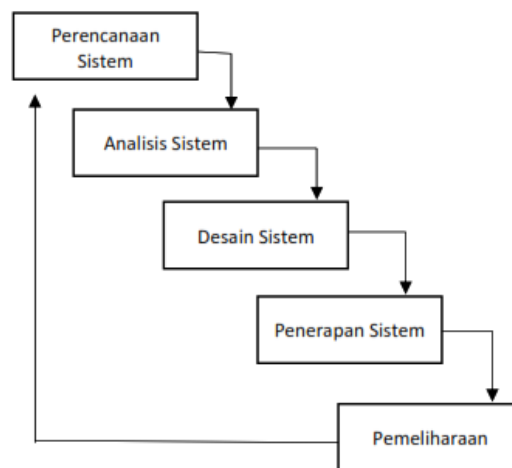 Perencanaan
Sistem
Analisis Sistem
Desain Sistem
Penerapan Sistem
Pemeliharaan